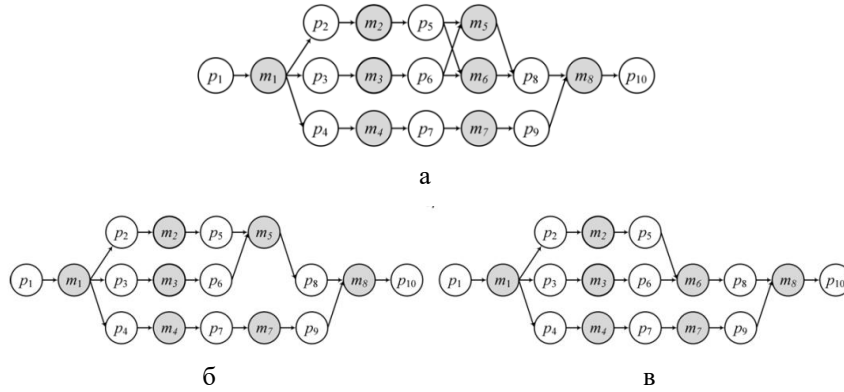 p2 m2 p5 m5
p1 m1 p3 m3 p6 m6 p8 m8 p10
p4 m4 p7 m7 p9
а
p2 m2 p5 m5 p2 m2 p5
p1 m1 p3 m3 p6 p8 m8 p10 p1 m1 p3 m3 p6 m6 p8 m8 p10
p4 m4 p7 m7 p9 p4 m4 p7 m7 p9
б в